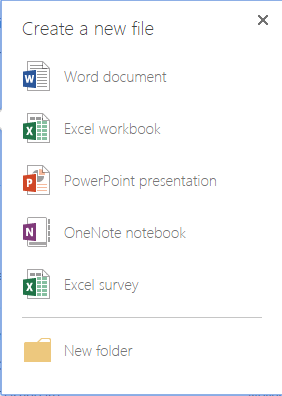 Create a new file
Word document
Excel workbook
PowerPoint presentation
OneNote notebook
Excel survey
New folder